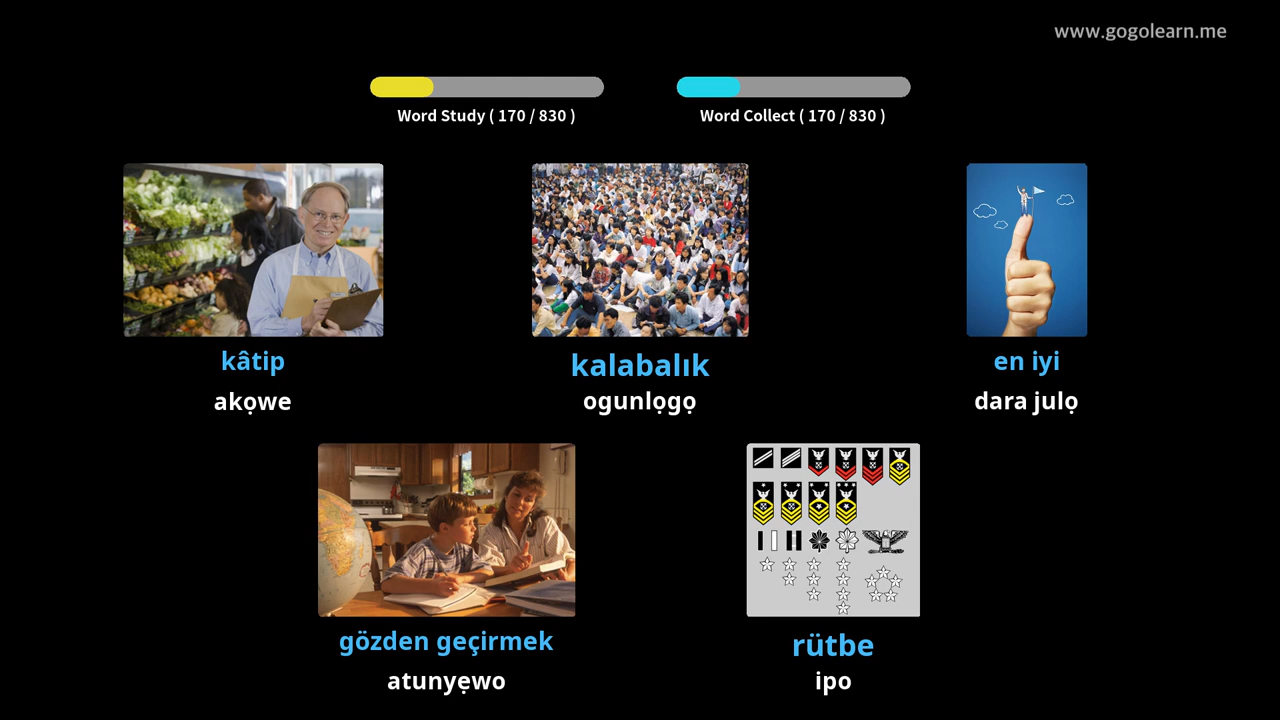 www.gogolearn.me
Word Study ( 170 / 830 )
Word Collect ( 170 / 830 )
kâtip
akọwe
kalabalık
ogunlọgọ
en iyi
dara julọ
gözden geçirmek
atunyẹwo
rütbe
ipo